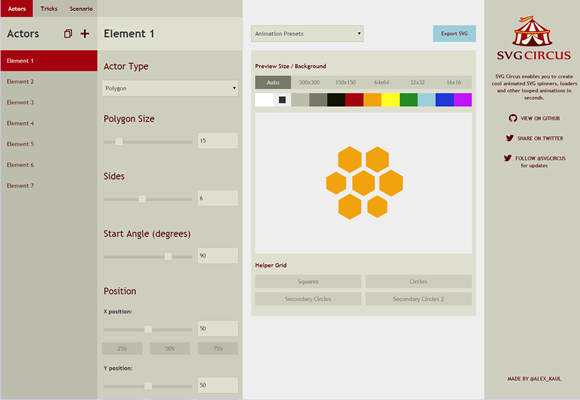 Actors
Tricks
Scenario
Actors
Element 1
Element 2
Element 3
Element 4
Element 5
Element 6
Element 7
Element 1
Actor Type
Polygon
Polygon Size
15
Sides
6
Start Angle (degrees)
90
Position
X position:
50
25%
50%
75%
Y position:
50
Animation Presets
Export SVG
Preview Size / Background
Auto
300x300
150x150
64x64
32x32
16x16
Helper Grid
Squares
Circles
Secondary Circles
Secondary Circles 2
SVG CIRCUS
SVG Circus enables you to create
cool animated SVG spinners, loaders
and other looped animations in
seconds.
VIEW ON GITHUB
SHARE ON TWITTER
FOLLOW @SVGCIRCUS
for updates
MADE BY @ALEX_KAUL